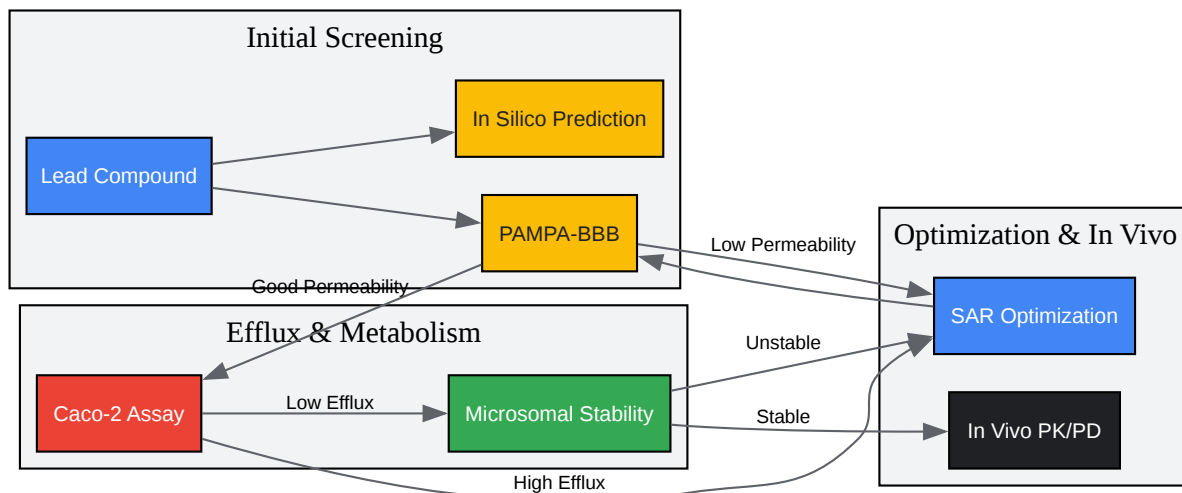 Initial Screening
In Silico Prediction
Lead Compound
PAMPA-BBB
Low Permeability
Optimization & In Vivo
Good Permeability
SAR Optimization
Efflux & Metabolism
Unstable
Caco-2 Assay
Low Efflux
Microsomal Stability
Stable
In Vivo PK/PD
High Efflux